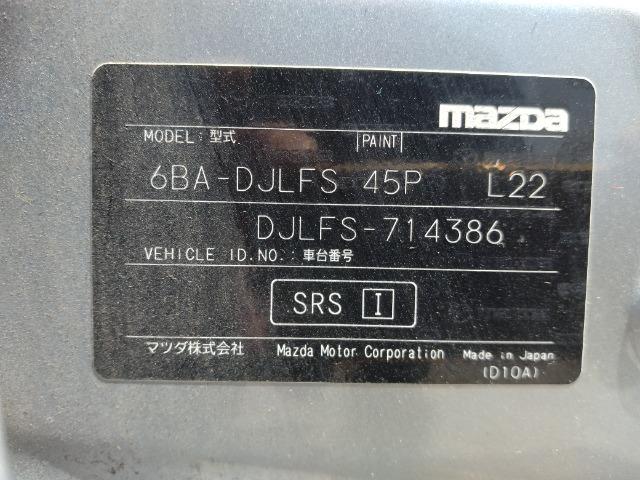 mazda
MODEL: 型式 PAINT
6BA-DJLFS 45P L22
DJLFS-714386
VEHICLE ID.NO.: 車台番号
SRS I
マツダ株式会社 Mazda Motor Corporation Made in Japan
(D10A)